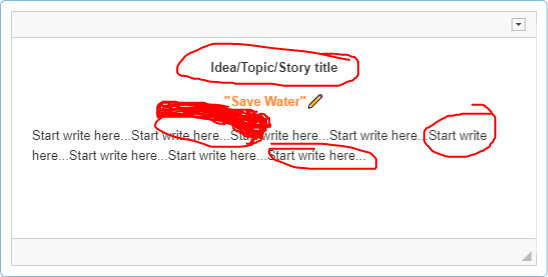 Idea/Topic/Story title
"Save Water"
Start write here...Start write here...Start write here...Start write here...Start write
here...Start write here...Start write here...Start write here...